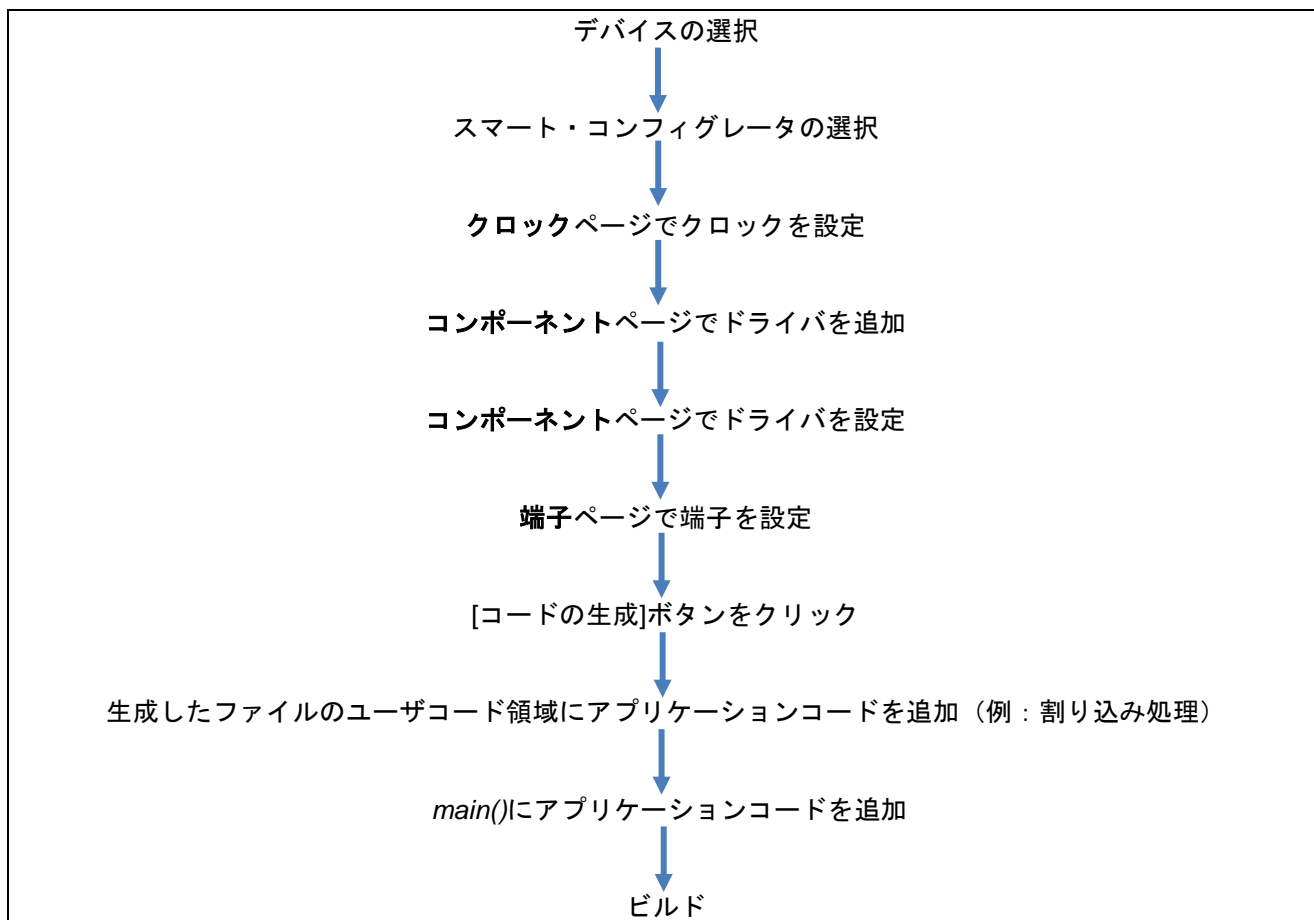 デバイスの選択
スマート・コンフィグレータの選択
クロックページでクロックを設定
コンポーネントページでドライバを追加
コンポーネントページでドライバを設定
端子ページで端子を設定
[コードの生成]ボタンをクリック
生成したファイルのユーザコード領域にアプリケーションコードを追加（例：割り込み処理）
main()にアプリケーションコードを追加
ビルド